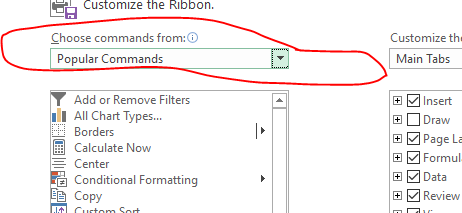 Customize the Ribbon.
Choose commands from:
Popular Commands
Customize the
Main Tabs
Add or Remove Filters
All Chart Types...
Borders
Calculate Now
Center
Conditional Formatting
Copy
Custom Sort
Insert
Draw
Page La
Formula
Data
Review